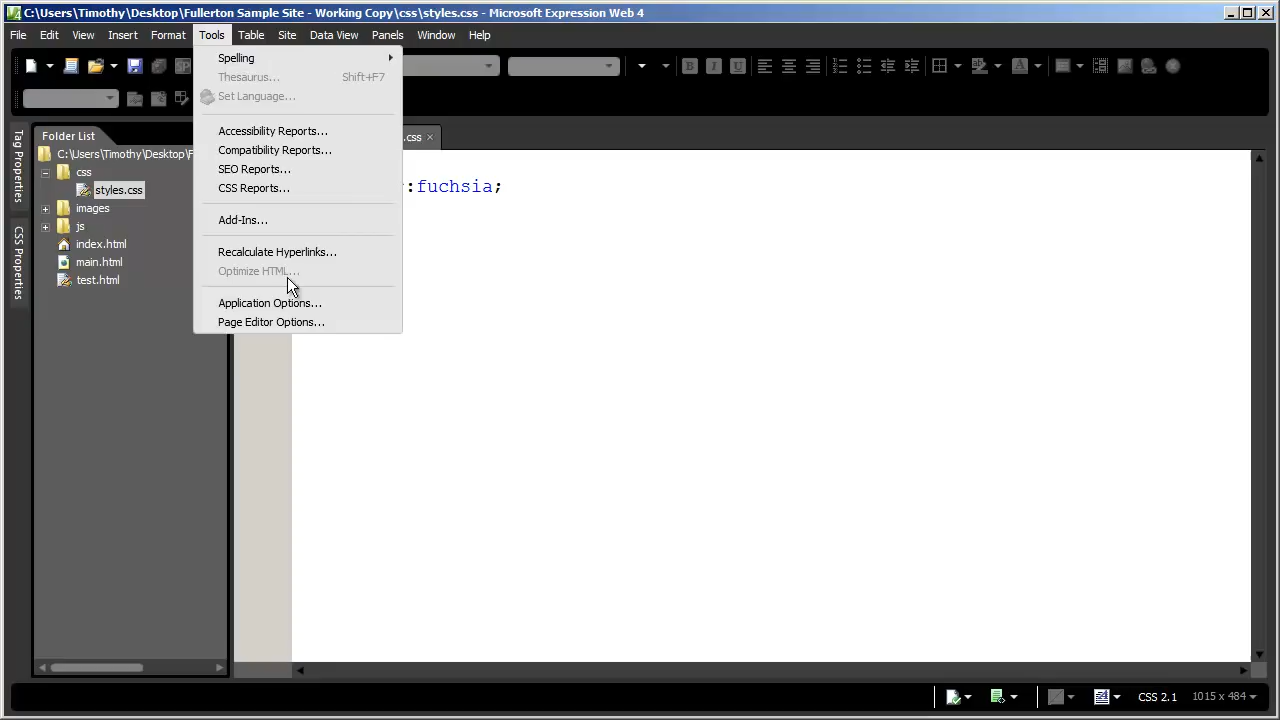 C:\Users\Timothy\Desktop\Fullerton Sample Site - Working Copy\css\styles.css - Microsoft Expression Web 4
File Edit View Insert Format Tools Table Site Data View Panels Window Help
Spelling
Thesaurus... Shift+F7
Set Language...
Accessibility Reports...
Compatibility Reports...
SEO Reports...
CSS Reports...
Add-Ins...
Recalculate Hyperlinks...
Optimize HTML...
Application Options...
Page Editor Options...
Tag Properties
CSS Properties
Folder List
C:\Users\Timothy\Desktop\F
css
styles.css
images
js
index.html
main.html
test.html
.css
:fuchsia;
CSS 2.1 1015 x 484